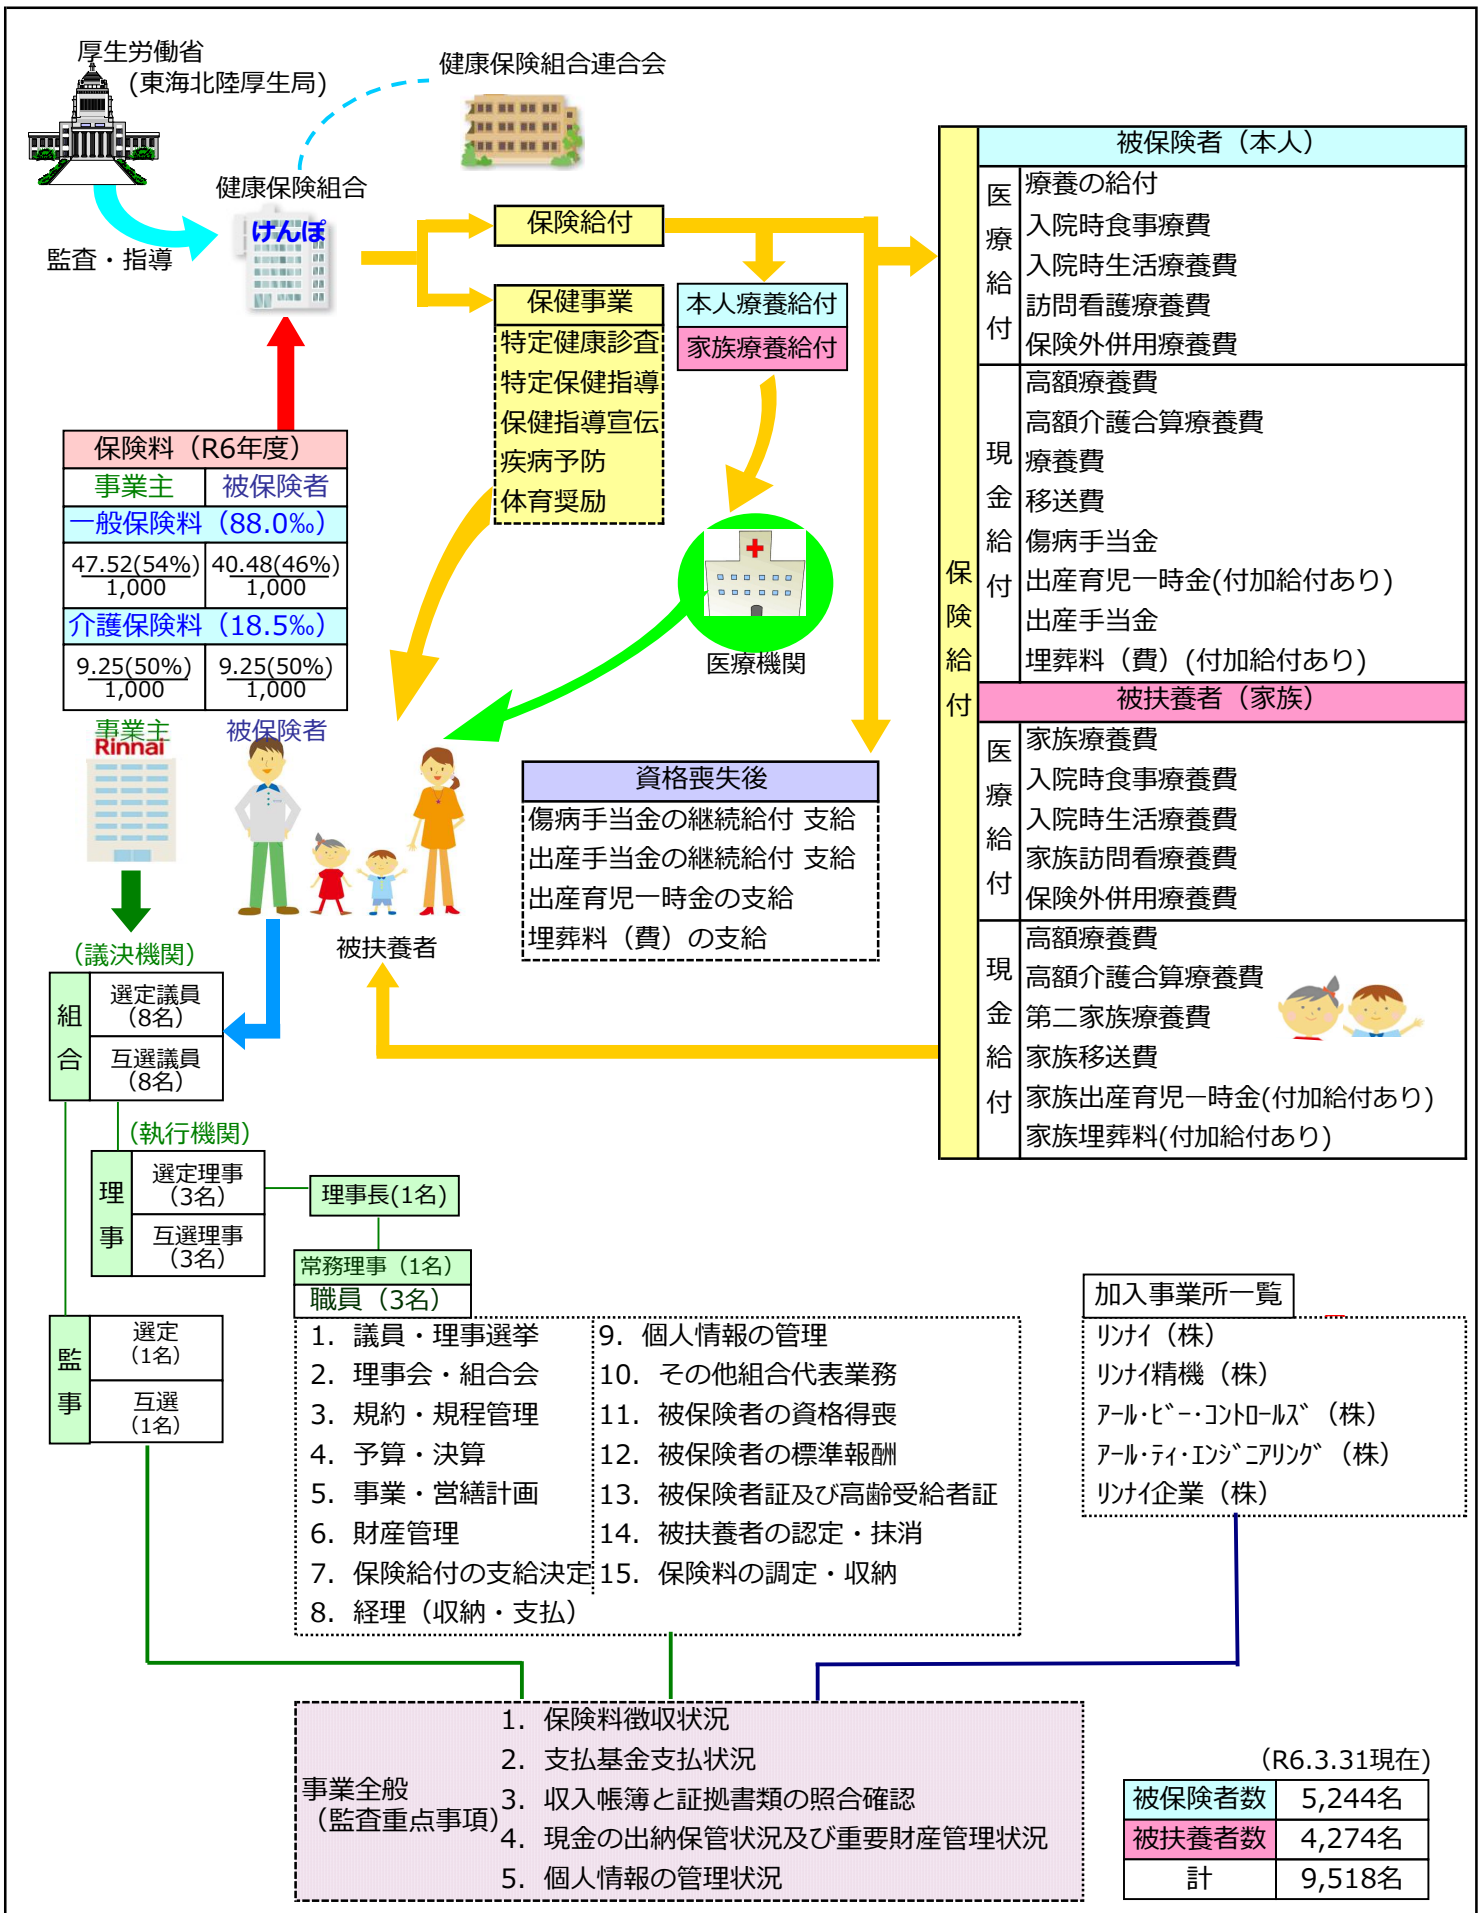 厚生労働省
(東海北陸厚生局)
健康保険組合連合会
健康保険組合
けんぽ
監査・指導
保険給付
保健事業
特定健康診査
特定保健指導
保健指導宣伝
疾病予防
体育奨励
本人療養給付
家族療養給付
医療機関
保険料（R6年度）
事業主 被保険者
一般保険料（88.0‰）
47.52(54%) 40.48(46%)
1,000 1,000
介護保険料（18.5‰）
9.25(50%) 9.25(50%)
1,000 1,000
事業主 被保険者
Rinnai
被扶養者
資格喪失後
傷病手当金の継続給付 支給
出産手当金の継続給付 支給
出産育児一時金の支給
埋葬料（費）の支給
保険給付
被保険者（本人）
医療給付
療養の給付
入院時食事療費
入院時生活療養費
訪問看護療養費
保険外併用療養費
現金給付
高額療養費
高額介護合算療養費
療養費
移送費
傷病手当金
出産育児一時金(付加給付あり)
出産手当金
埋葬料（費）(付加給付あり)
被扶養者（家族）
医療給付
家族療養費
入院時食事療養費
入院時生活療養費
家族訪問看療養費
保険外併用療養費
現金給付
高額療養費
高額介護合算療養費
第二家族療養費
家族移送費
家族出産育児一時金(付加給付あり)
家族埋葬料(付加給付あり)
（議決機関）
組合
選定議員
（8名）
互選議員
（8名）
（執行機関）
理事
選定理事
（3名）
互選理事
（3名）
理事長(1名)
常務理事（1名）
職員（3名）
監事
選定
（1名）
互選
（1名）
1. 議員・理事選挙
2. 理事会・組合会
3. 規約・規程管理
4. 予算・決算
5. 事業・営繕計画
6. 財産管理
7. 保険給付の支給決定
8. 経理（収納・支払）
9. 個人情報の管理
10. その他組合代表業務
11. 被保険者の資格得喪
12. 被保険者の標準報酬
13. 被保険者証及び高齢受給者証
14. 被扶養者の認定・抹消
15. 保険料の調定・収納
加入事業所一覧
ﾘﾝﾅｲ（株）
ﾘﾝﾅｲ精機（株）
ｱｰﾙ･ﾋﾞｰ･ｺﾝﾄﾛｰﾙｽﾞ（株）
ｱｰﾙ･ﾃｨ･ｴﾝｼﾞﾆｱﾘﾝｸﾞ（株）
ﾘﾝﾅｲ企業（株）
事業全般
（監査重点事項）
1. 保険料徴収状況
2. 支払基金支払状況
3. 収入帳簿と証拠書類の照合確認
4. 現金の出納保管状況及び重要財産管理状況
5. 個人情報の管理状況
（R6.3.31現在）
被保険者数 5,244名
被扶養者数 4,274名
計 9,518名